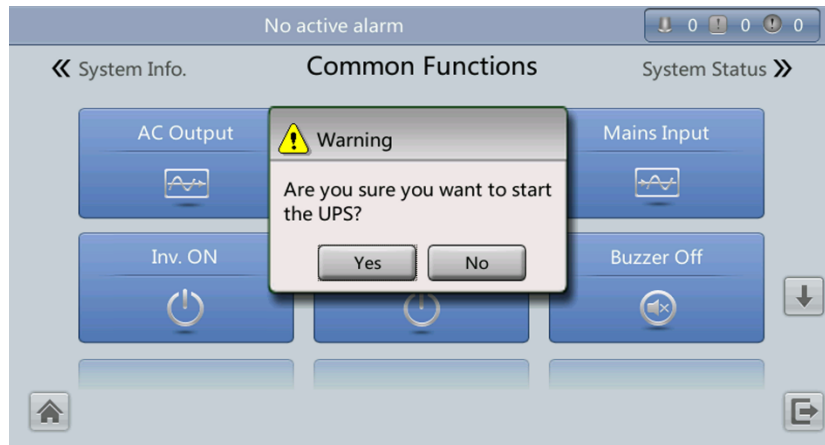 No active alarm
0 0 0
System Info.
Common Functions
System Status
AC Output
Mains Input
Warning
Are you sure you want to start
the UPS?
Yes
No
Inv. ON
Buzzer Off